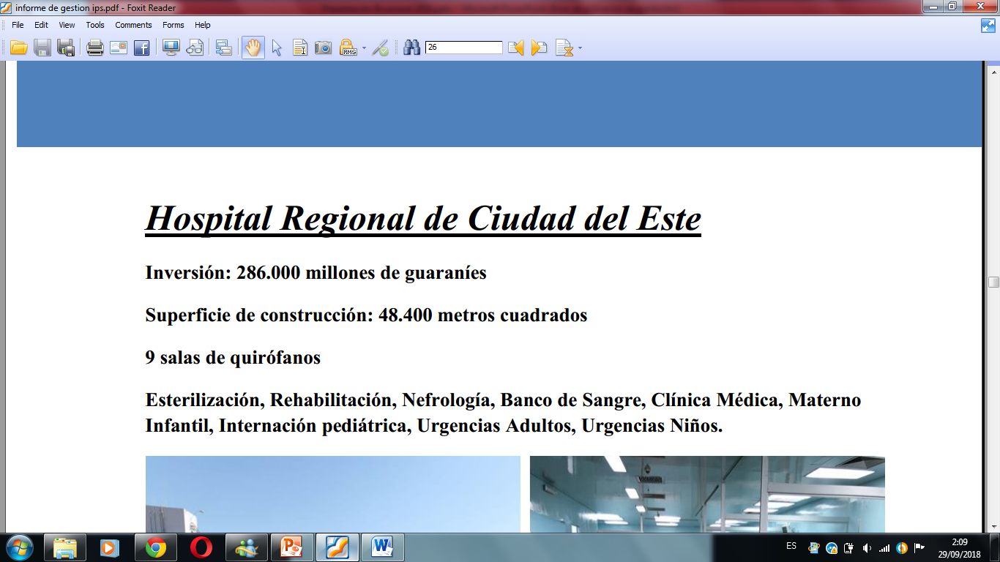 informe de gestion ips.pdf - Foxit Reader
File Edit View Tools Comments Forms Help
RMS
26
Hospital Regional de Ciudad del Este
Inversión: 286.000 millones de guaraníes
Superficie de construcción: 48.400 metros cuadrados
9 salas de quirófanos
Esterilización, Rehabilitación, Nefrología, Banco de Sangre, Clínica Médica, Materno
Infantil, Internación pediátrica, Urgencias Adultos, Urgencias Niños.
ES
2:09
29/09/2018